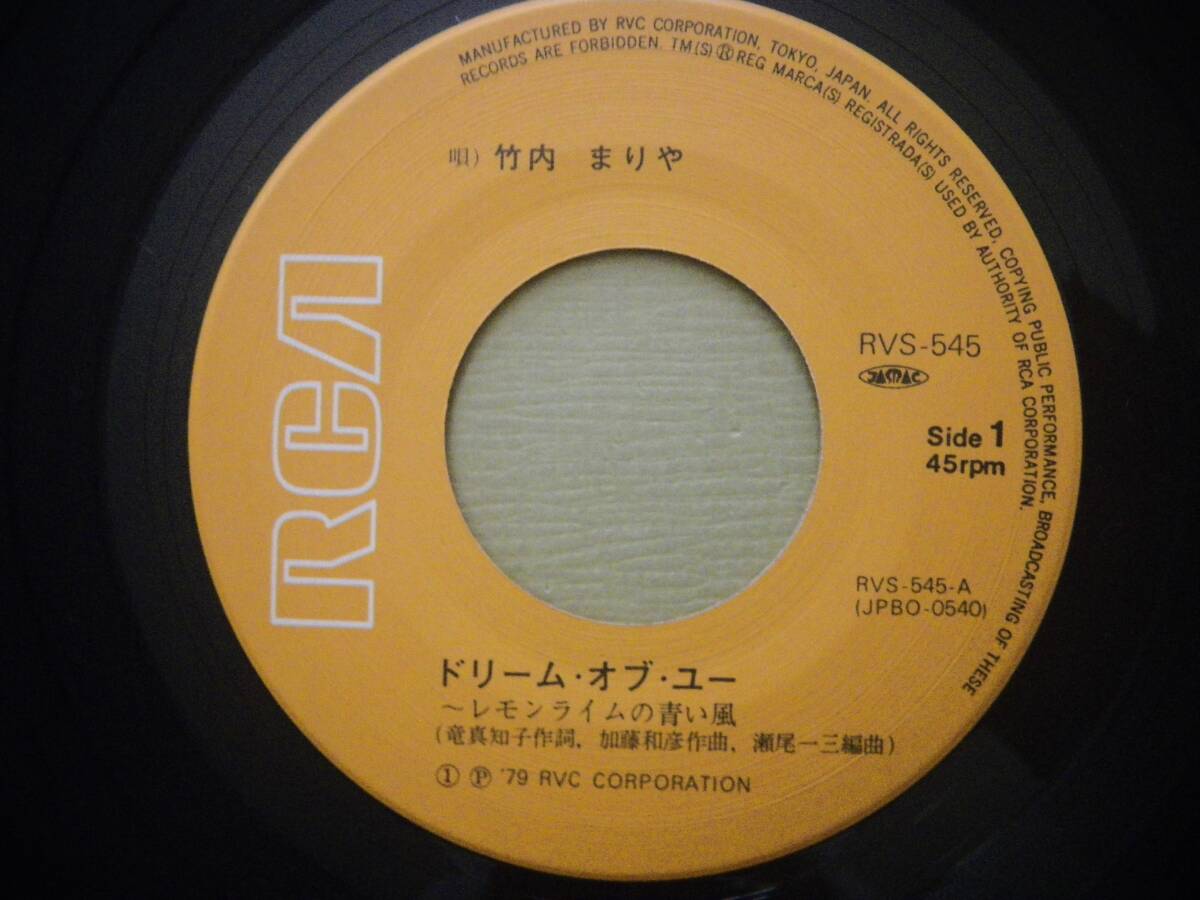 MANUFACTURED BY RVC CORPORATION, TOKYO, JAPAN. ALL RIGHTS RESERVED, COPYING PUBLIC PERFORMANCE, BROADCASTING OF THESE
RECORDS ARE FORBIDDEN. TM(S)®REG MARCA(S) REGISTRADA(S) USED BY AUTHORITY OF RCA CORPORATION.
唄) 竹内 まりや
RCA
RVS-545
JASRAC
Side 1
45rpm
RVS-545-A
(JPBO-0540)
ドリーム・オブ・ユー
～レモンライムの青い風
(竜真知子作詞, 加藤和彦作曲, 瀬尾一三編曲)
① Ⓟ '79 RVC CORPORATION